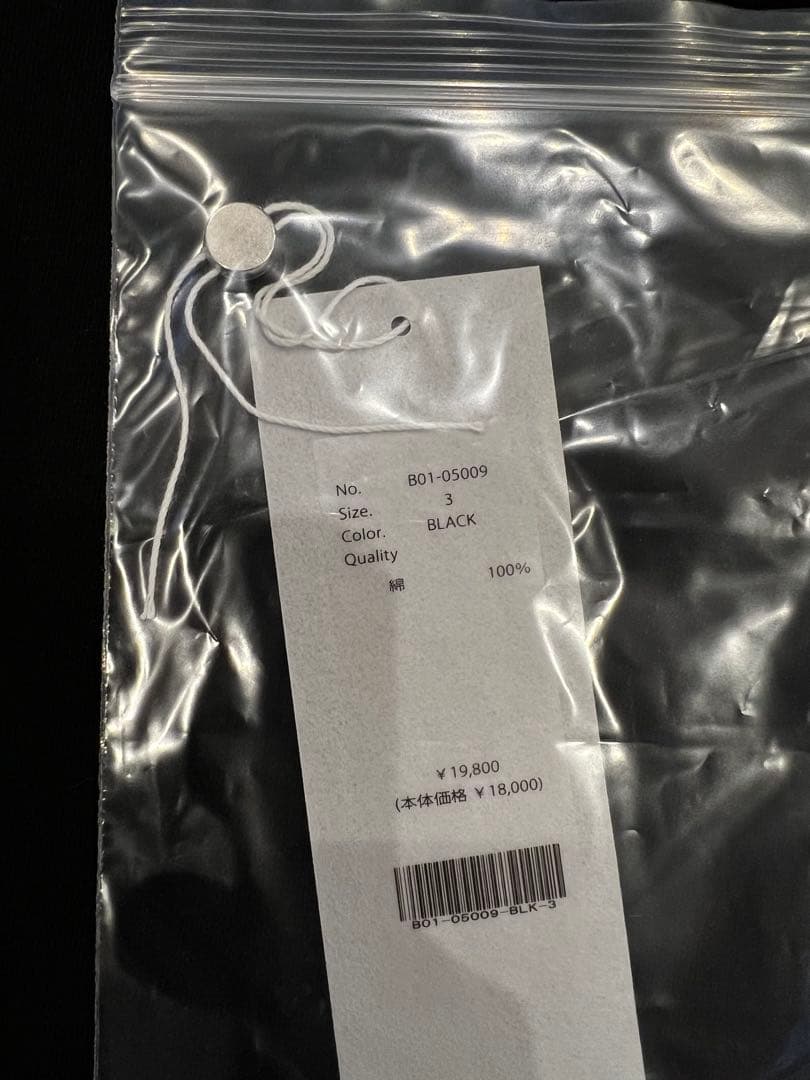 No. B01-05009
Size. 3
Color. BLACK
Quality
綿 100%
¥19,800
(本体価格 ¥18,000)
B01-05009-BLK-3